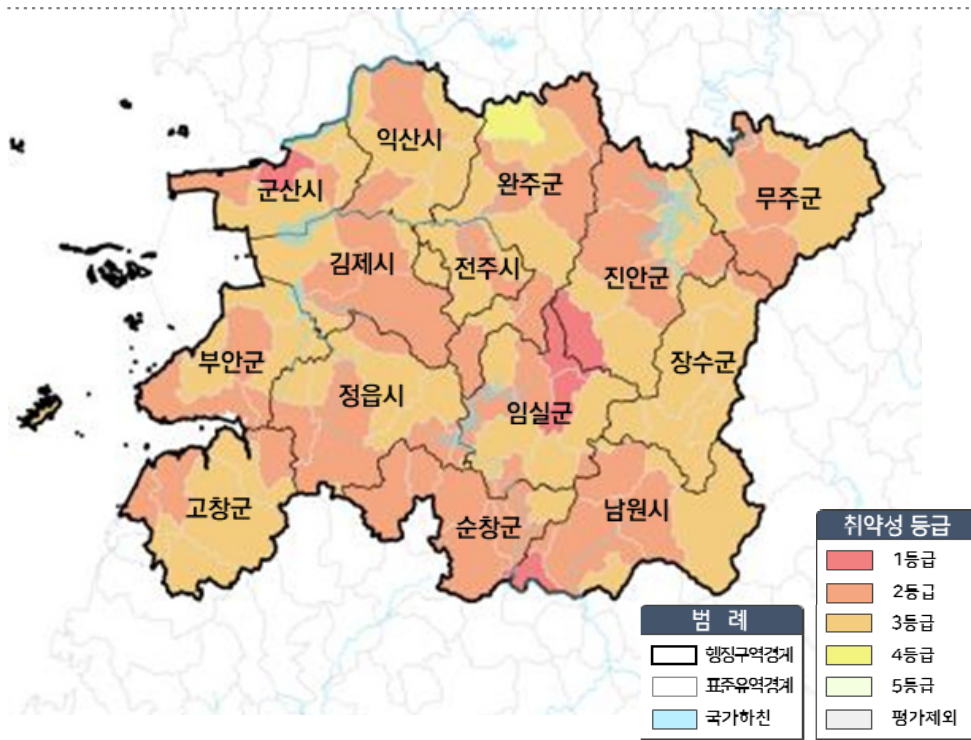 익산시
군산시
완주군
무주군
김제시
전주시
진안군
부안군
정읍시
장수군
임실군
고창군
순창군
남원시
범 례
행정구역경계
표준유역경계
국가하천
취약성 등급
1등급
2등급
3등급
4등급
5등급
평가제외